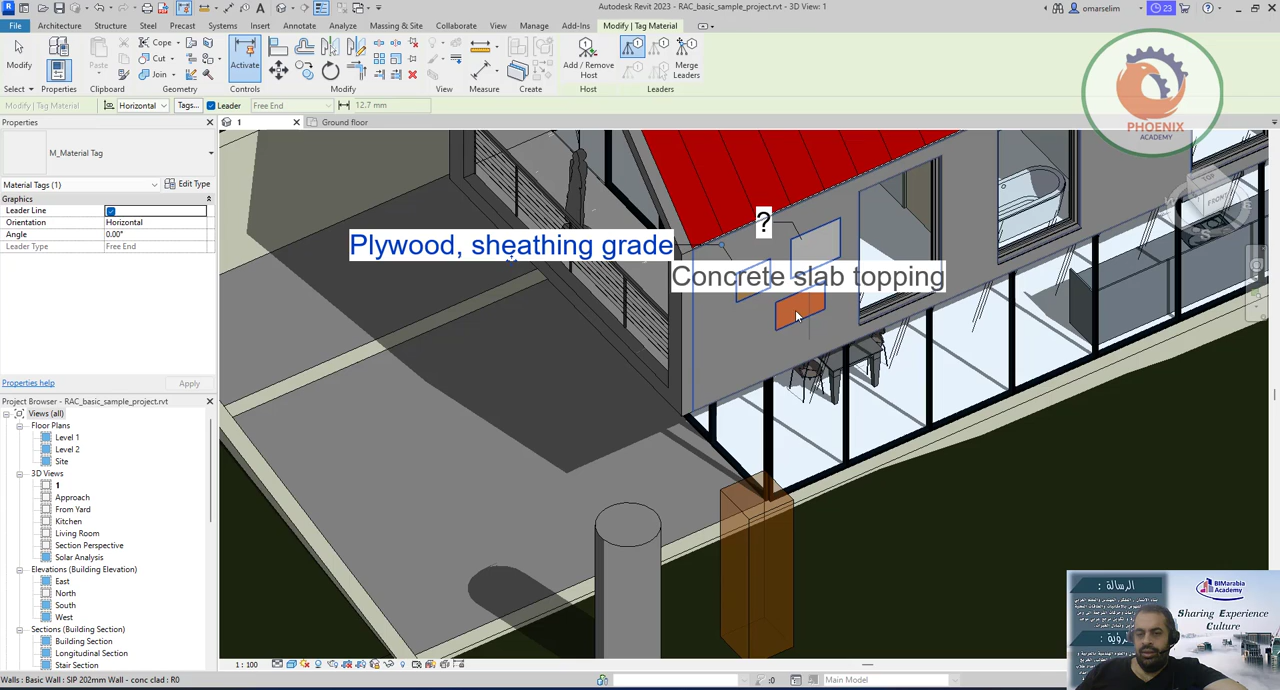 Autodesk Revit 2023 - RAC_basic_sample_project.rvt - 3D View: 1
omarselim
23
File
Architecture
Structure
Steel
Precast
Systems
Insert
Annotate
Analyze
Massing & Site
Collaborate
View
Manage
Add-Ins
Modify | Tag Material
Modify
Paste
Cope
Cut
Join
Activate
Add / Remove
Host
Merge
Leaders
Select
Properties
Clipboard
Geometry
Controls
Modify
View
Measure
Create
Host
Leaders
Modify | Tag Material
Horizontal
Tags...
Leader
Free End
12.7 mm
Properties
1
Ground floor
M_Material Tag
Material Tags (1)
Edit Type
Graphics
Leader Line
Orientation
Horizontal
Angle
0.00°
Leader Type
Free End
Properties help
Apply
Project Browser - RAC_basic_sample_project.rvt
Views (all)
Floor Plans
Level 1
Level 2
Site
3D Views
1
Approach
From Yard
Kitchen
Living Room
Section Perspective
Solar Analysis
Elevations (Building Elevation)
East
North
South
West
Sections (Building Section)
Building Section
Longitudinal Section
Stair Section
?
Plywood, sheathing grade
Concrete slab topping
TOP
PHOENIX
ACADEMY
الرسالة :
BIMarabia
Academy
Sharing Experience
Culture
1 : 100
Walls : Basic Wall : SIP 202mm Wall - conc clad : R0
:0
Main Model